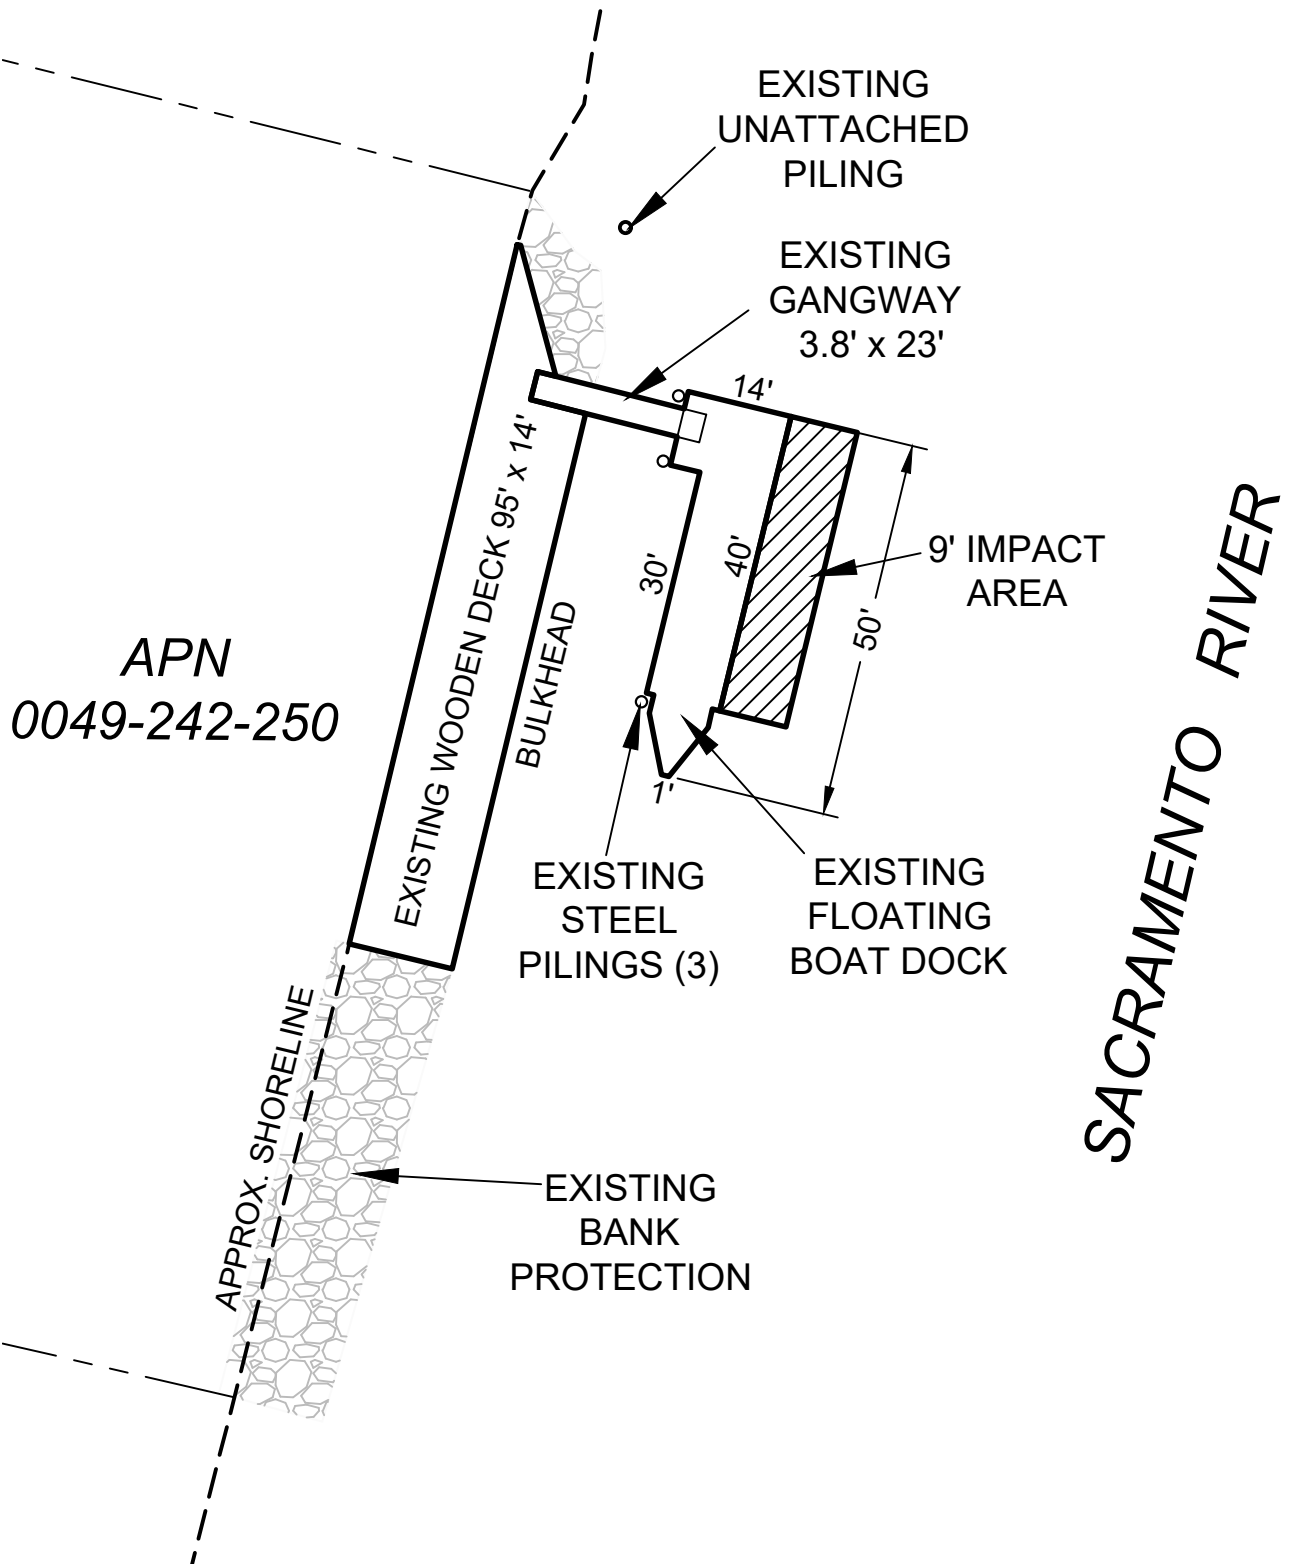 EXISTING
UNATTACHED
PILING
EXISTING
GANGWAY
3.8' x 23'
14'
EXISTING WOODEN DECK 95' x 14'
BULKHEAD
30'
40'
50'
9' IMPACT
AREA
1'
APN
0049-242-250
SACRAMENTO RIVER
EXISTING
STEEL
PILINGS (3)
EXISTING
FLOATING
BOAT DOCK
APPROX. SHORELINE
EXISTING
BANK
PROTECTION